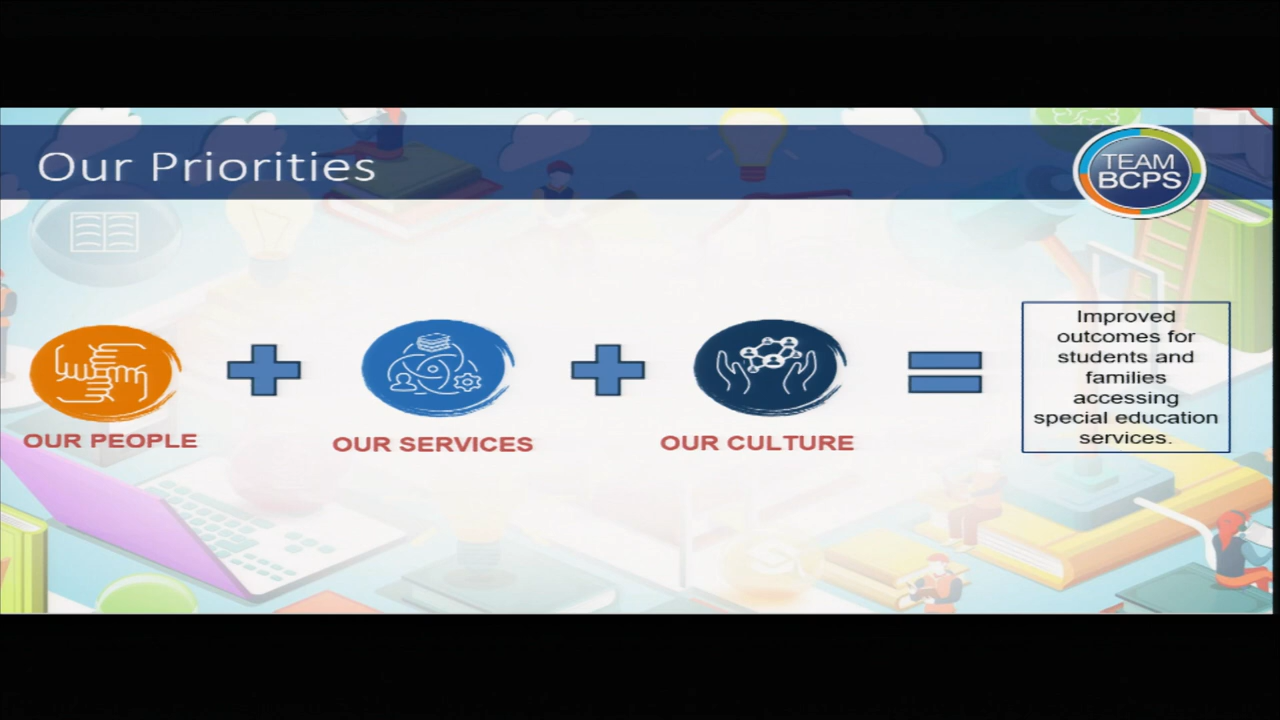 Our Priorities
TEAM
BCPS
OUR PEOPLE
OUR SERVICES
OUR CULTURE
Improved
outcomes for
students and
families
accessing
special education
services.